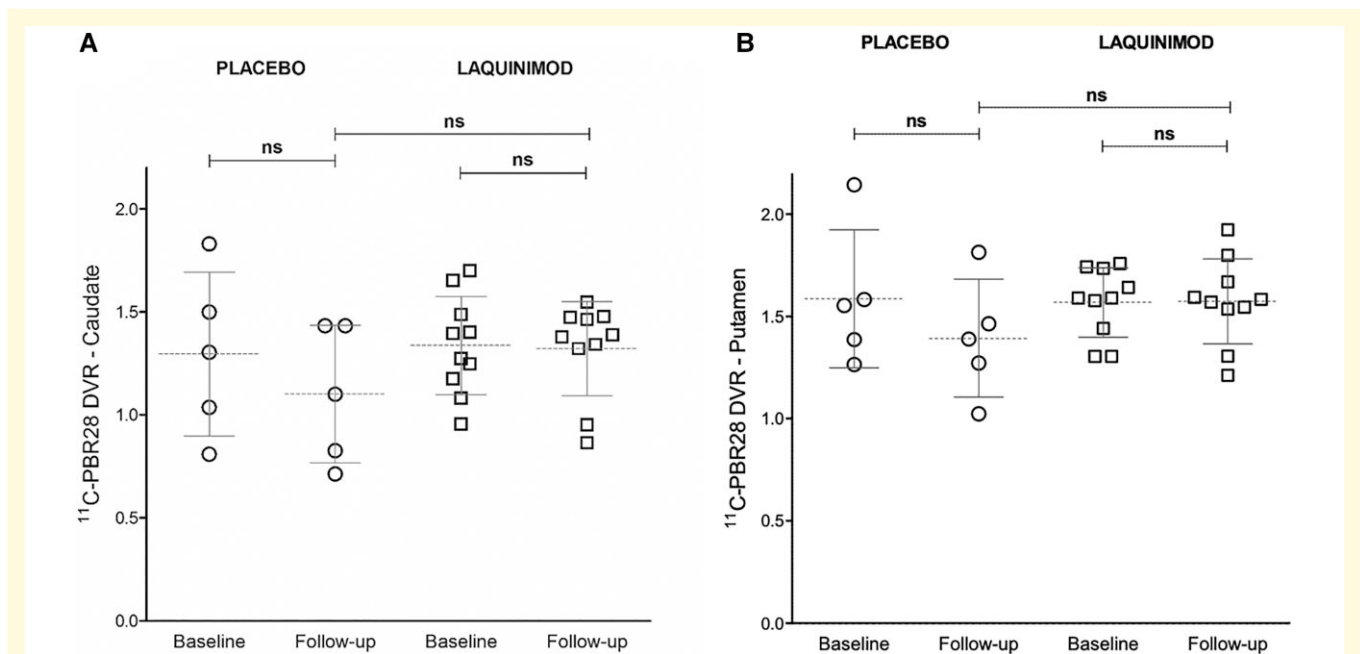 A
PLACEBO LAQUINIMOD
ns
ns
ns
2.0
1.5
1.0
0.5
0.0
¹¹C-PBR28 DVR - Caudate
Baseline Follow-up Baseline Follow-up
B
PLACEBO LAQUINIMOD
ns
ns
ns
2.0
1.5
1.0
0.5
0.0
¹¹C-PBR28 DVR - Putamen
Baseline Follow-up Baseline Follow-up